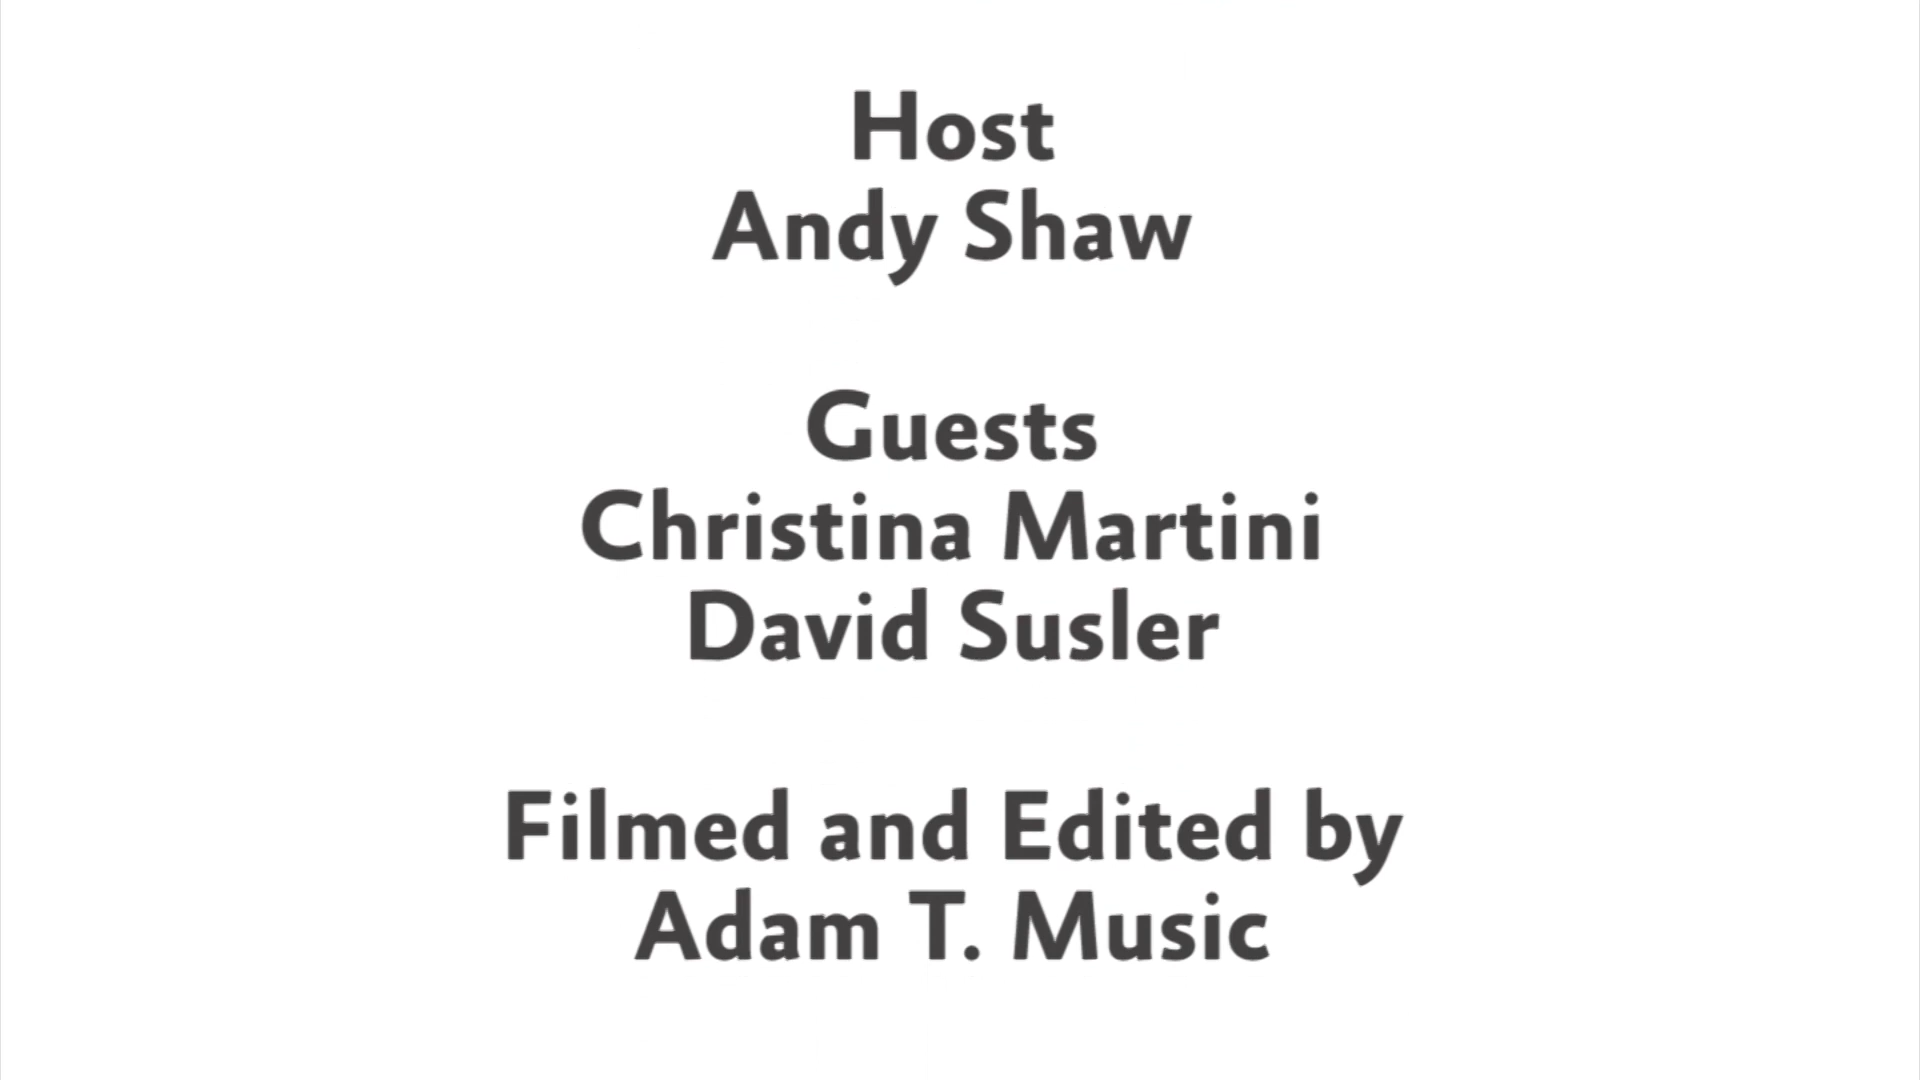 Host
Andy Shaw
Guests
Christina Martini
David Susler
Filmed and Edited by
Adam T. Music